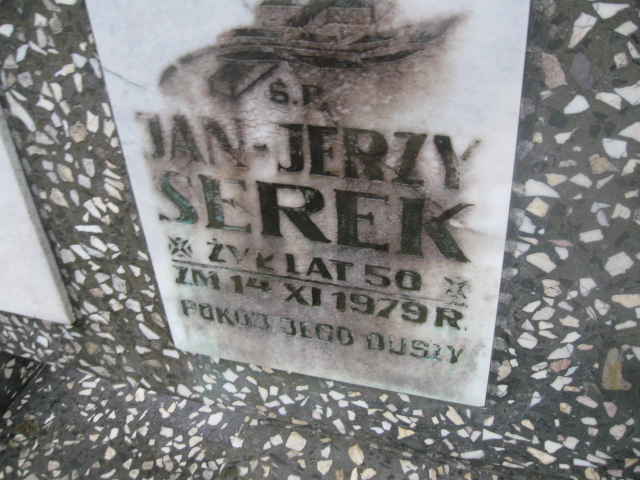 Ś.P.
JAN-JERZY
SEREK
ŻYŁ LAT 50
ZM 14 XI 1979 R.
POKÓJ JEGO DUSZY